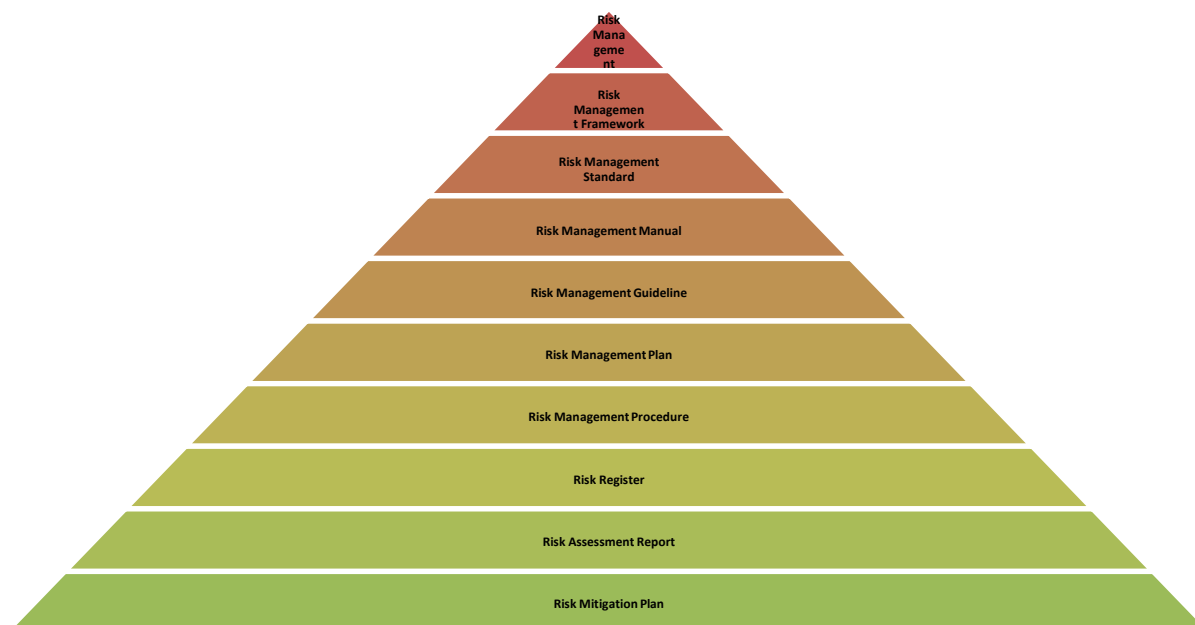 Risk
Mana
geme
nt
Risk
Managemen
t Framework
Risk Management
Standard
Risk Management Manual
Risk Management Guideline
Risk Management Plan
Risk Management Procedure
Risk Register
Risk Assessment Report
Risk Mitigation Plan